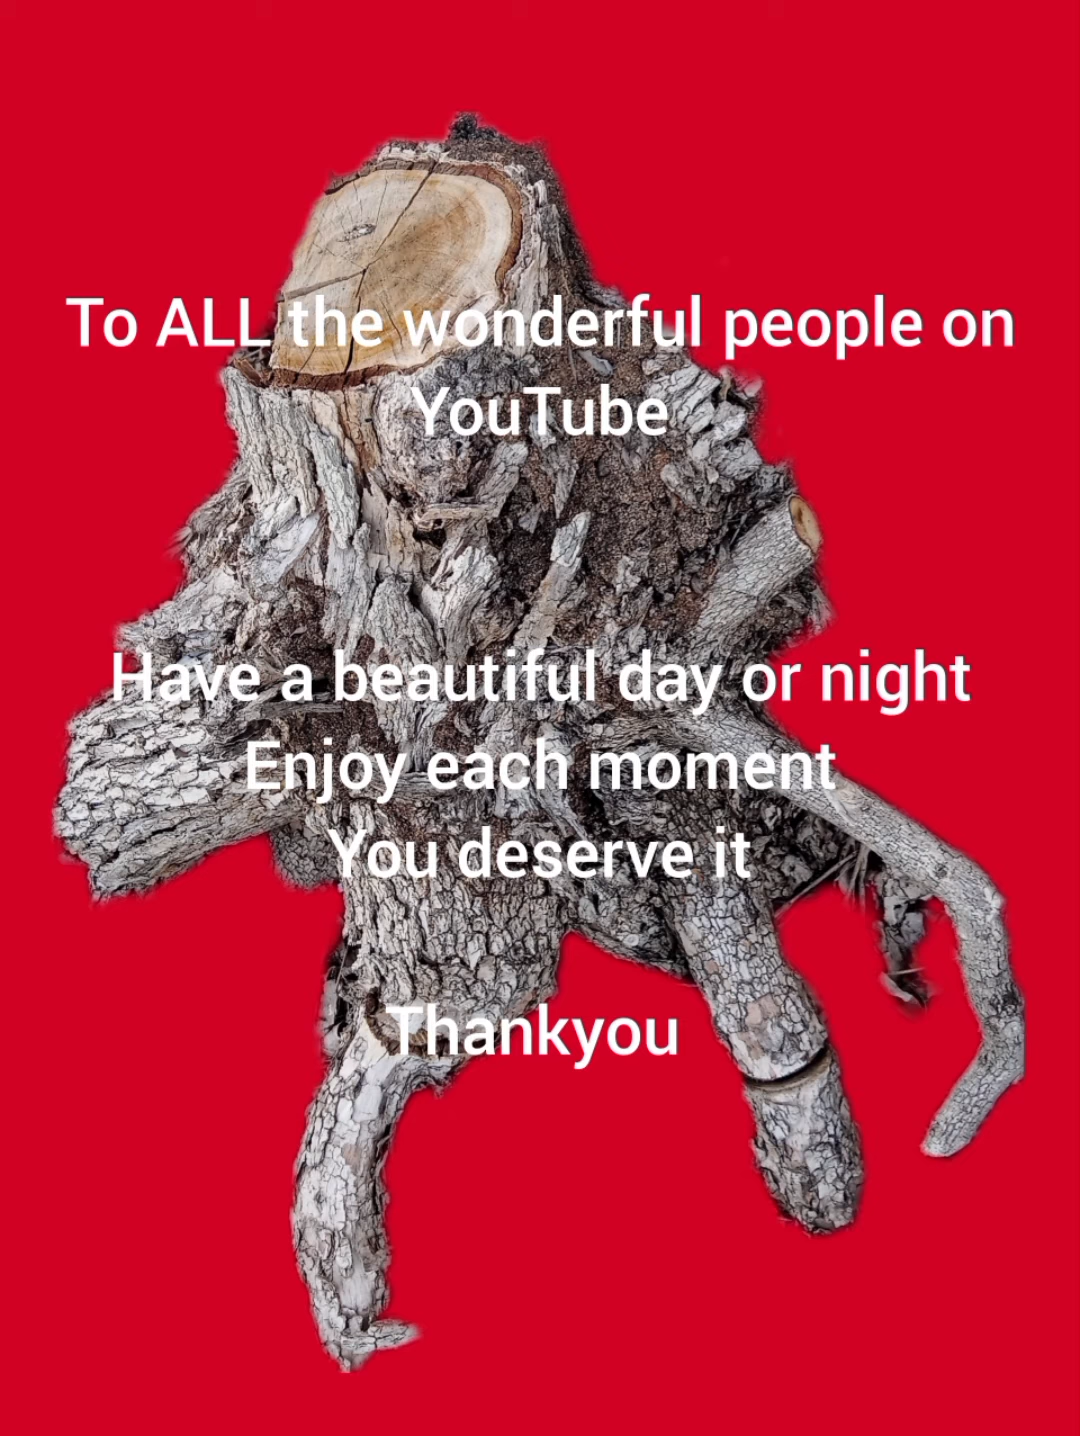 To ALL the wonderful people on
YouTube
Have a beautiful day or night
Enjoy each moment
You deserve it
Thankyou